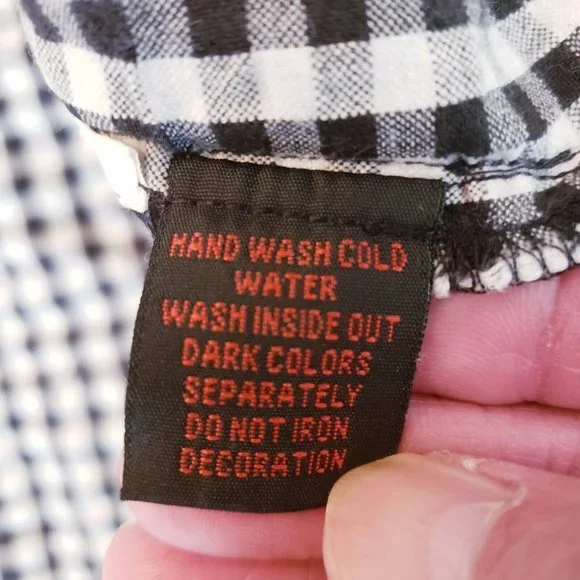 HAND WASH COLD
WATER
WASH INSIDE OUT
DARK COLORS
SEPARATELY
DO NOT IRON
DECORATION